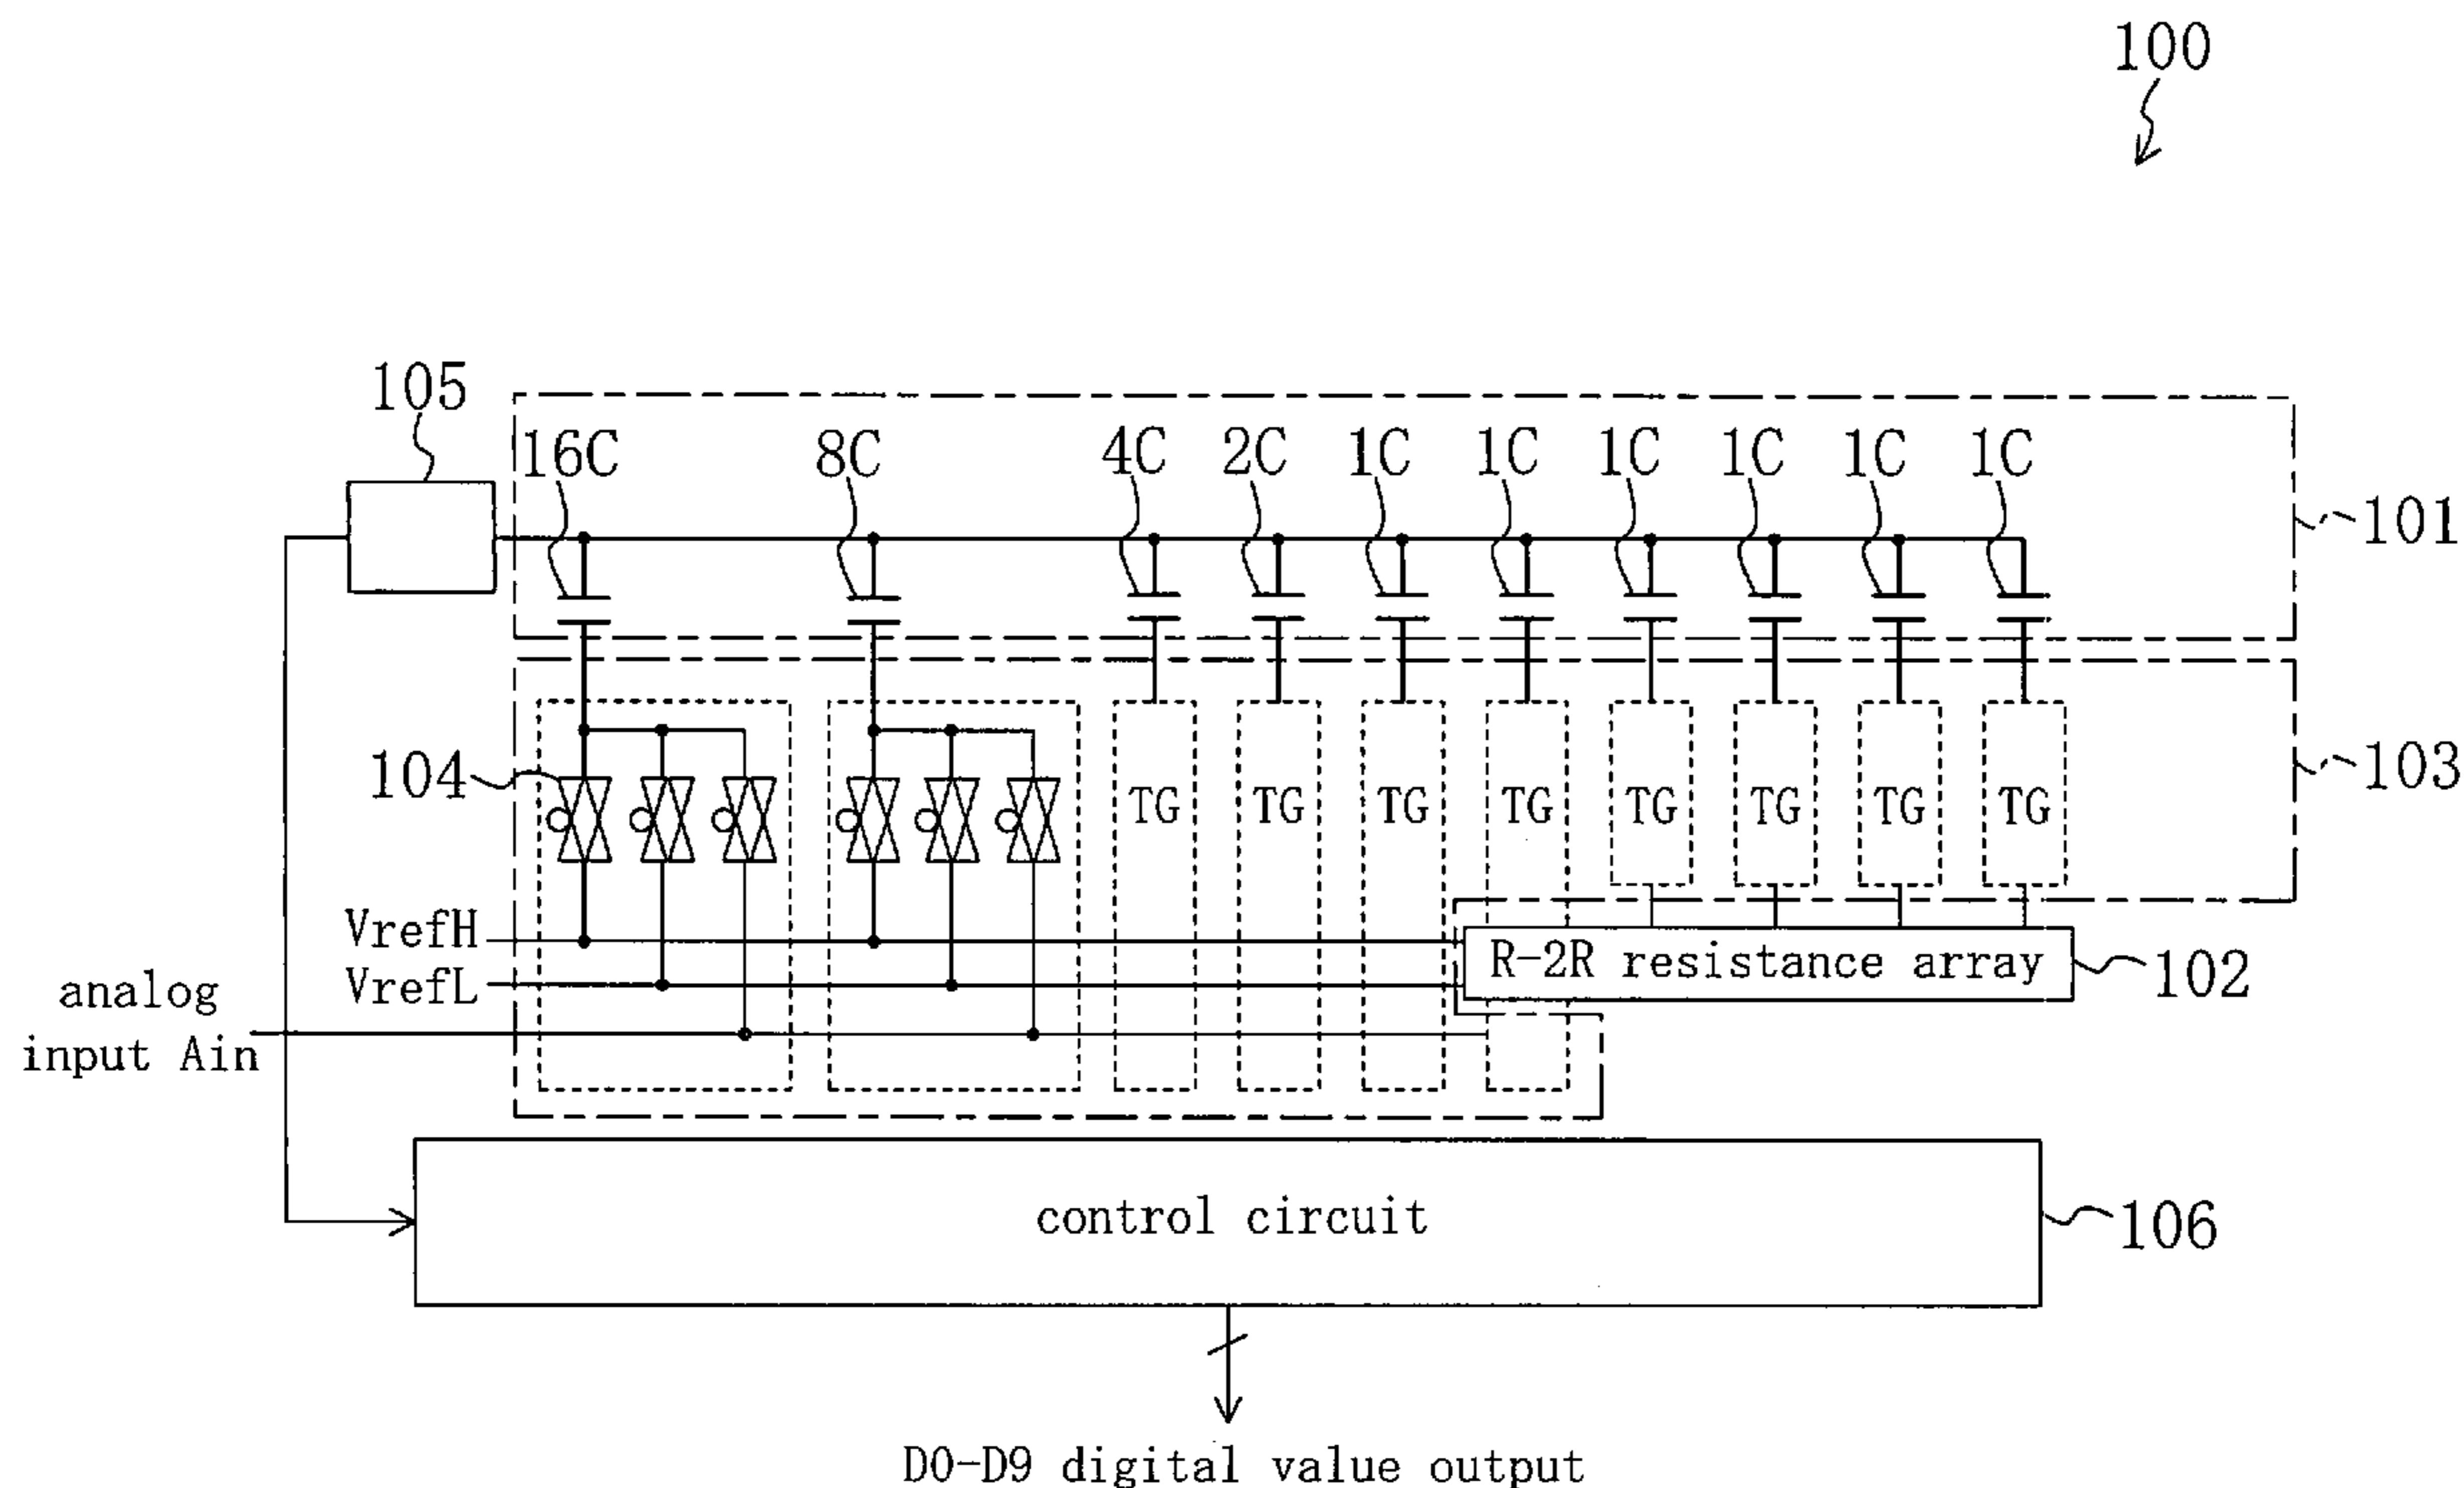 100
105
16C 8C 4C 2C 1C 1C 1C 1C 1C 1C
101
104
TG TG TG TG TG TG TG TG
103
VrefH
VrefL
R-2R resistance array
102
analog
input Ain
control circuit
106
D0-D9 digital value output